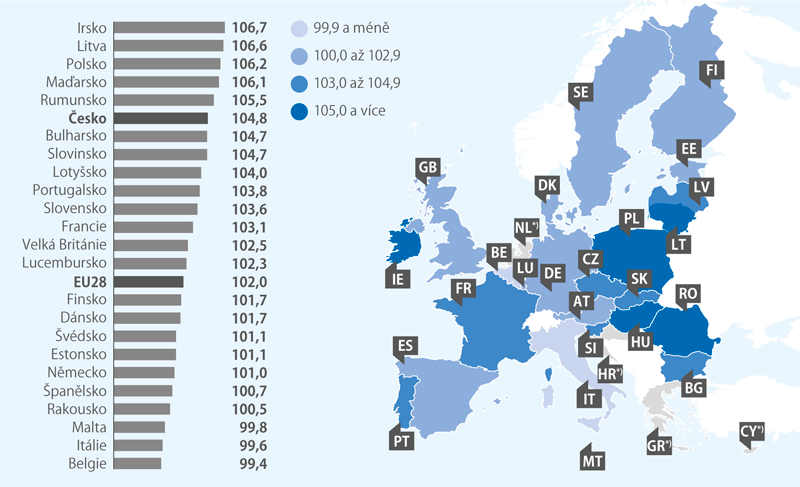 Irsko 106,7
Litva 106,6
Polsko 106,2
Maďarsko 106,1
Rumunsko 105,5
Česko 104,8
Bulharsko 104,7
Slovinsko 104,7
Lotyšsko 104,0
Portugalsko 103,8
Slovensko 103,6
Francie 103,1
Velká Británie 102,5
Lucembursko 102,3
EU28 102,0
Finsko 101,7
Dánsko 101,7
Švédsko 101,1
Estonsko 101,1
Německo 101,0
Španělsko 100,7
Rakousko 100,5
Malta 99,8
Itálie 99,6
Belgie 99,4
99,9 a méně
100,0 až 102,9
103,0 až 104,9
105,0 a více
FI
SE
EE
GB
DK
LV
PL
NL*)
LT
BE
CZ
IE
LU
DE
SK
FR
RO
AT
HU
ES
SI
HR*)
BG
IT
PT
GR*)
CY*)
MT